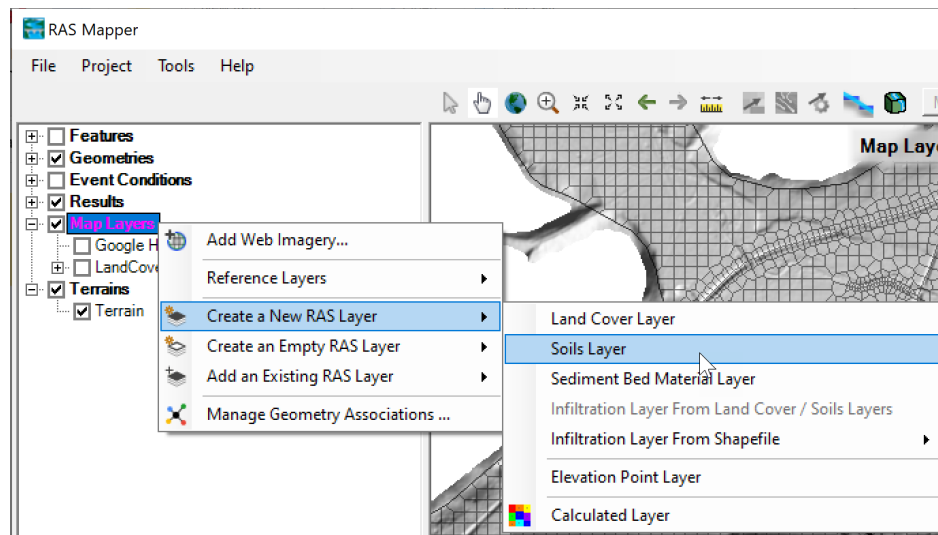 RAS Mapper
File Project Tools Help
Features
Geometries
Event Conditions
Results
Map Layers
Google H
LandCove
Terrains
Terrain
Map Laye
Add Web Imagery...
Reference Layers
Create a New RAS Layer
Create an Empty RAS Layer
Add an Existing RAS Layer
Manage Geometry Associations ...
Land Cover Layer
Soils Layer
Sediment Bed Material Layer
Infiltration Layer From Land Cover / Soils Layers
Infiltration Layer From Shapefile
Elevation Point Layer
Calculated Layer